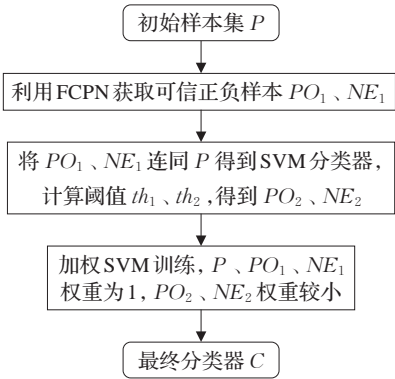 初始样本集 P
利用FCPN获取可信正负样本 PO₁、NE₁
将 PO₁、NE₁ 连同 P 得到SVM分类器，
计算阈值 th₁、th₂，得到 PO₂、NE₂
加权SVM训练，P、PO₁、NE₁
权重为1，PO₂、NE₂ 权重较小
最终分类器 C